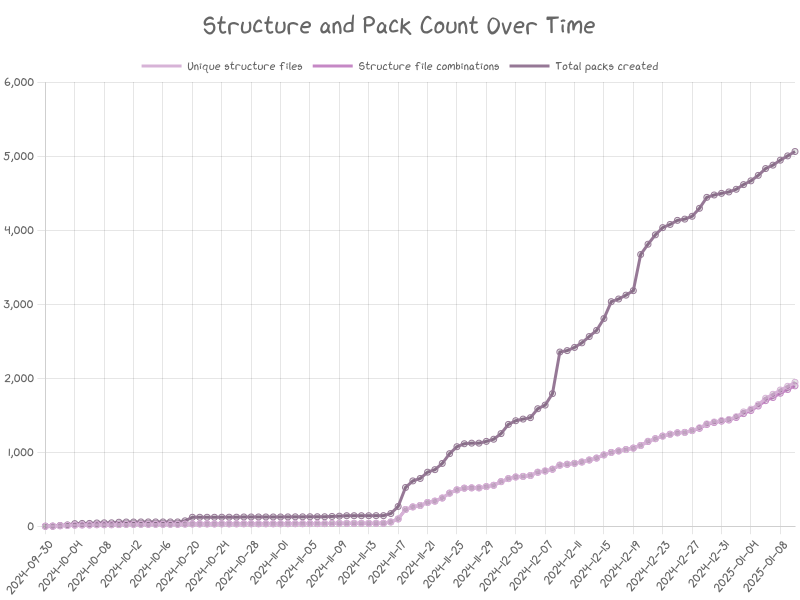 Structure and Pack Count Over Time
Unique structure files Structure file combinations Total packs created
6,000
5,000
4,000
3,000
2,000
1,000
0
2024-09-30 2024-10-04 2024-10-08 2024-10-12 2024-10-16 2024-10-20 2024-10-24 2024-10-28 2024-11-01 2024-11-05 2024-11-09 2024-11-13 2024-11-17 2024-11-21 2024-11-25 2024-11-29 2024-12-03 2024-12-07 2024-12-11 2024-12-15 2024-12-19 2024-12-23 2024-12-27 2024-12-31 2025-01-04 2025-01-08